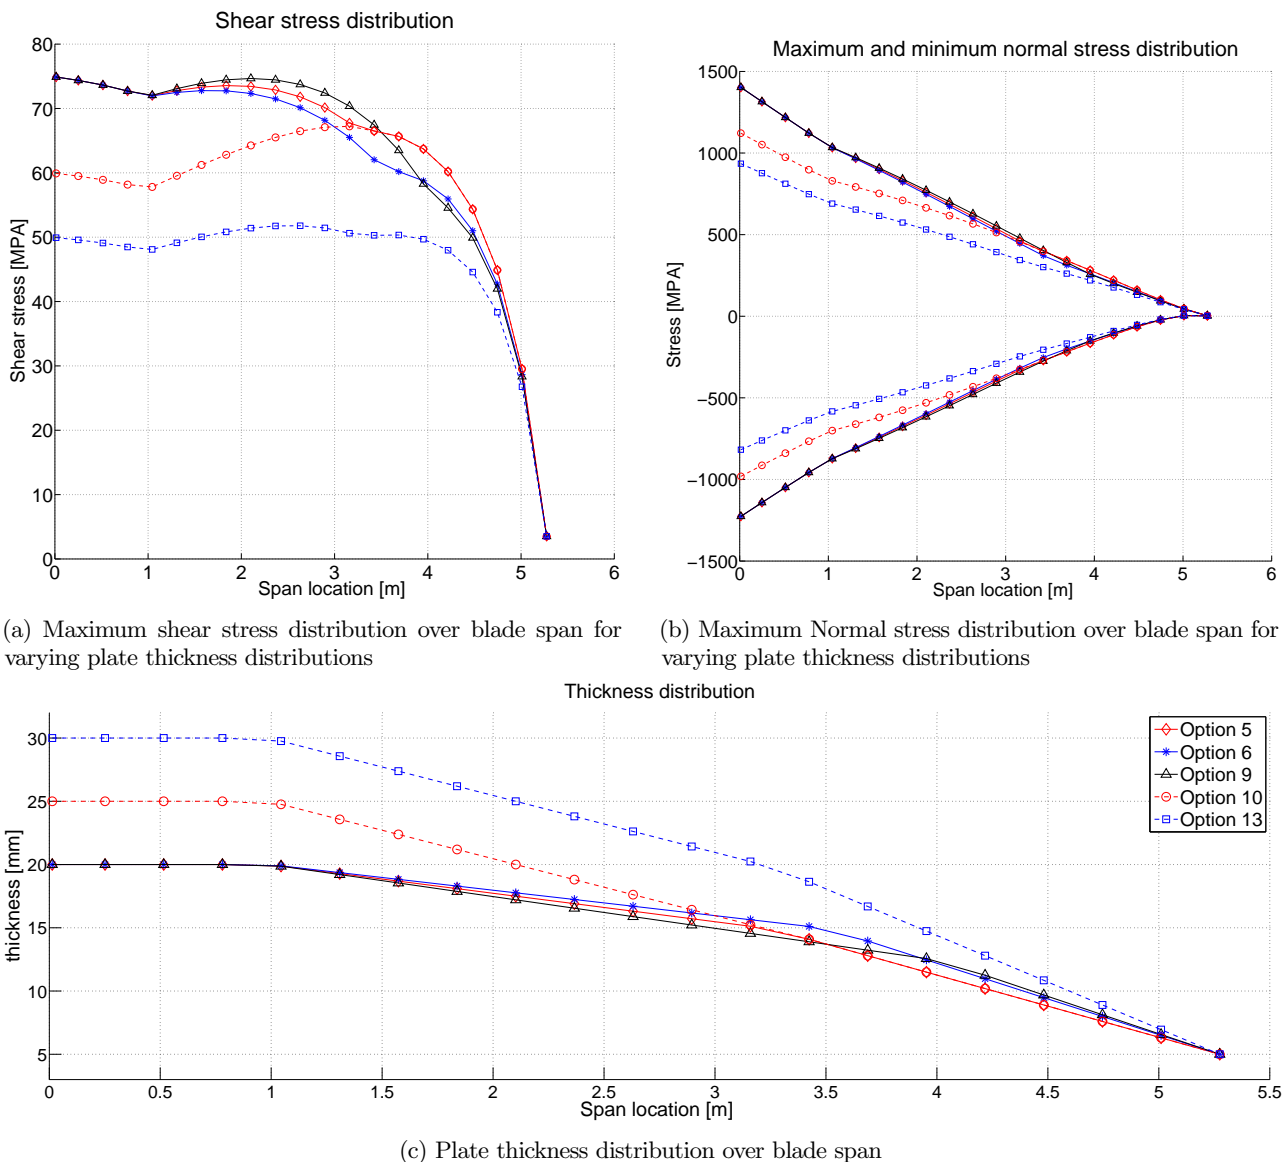 Shear stress distribution
80
70
60
50
40
30
20
10
0
Shear stress [MPA]
0 1 2 3 4 5 6
Span location [m]
Maximum and minimum normal stress distribution
1500
1000
500
0
−500
−1000
−1500
Stress [MPA]
0 1 2 3 4 5 6
Span location [m]
(a) Maximum shear stress distribution over blade span for
varying plate thickness distributions
(b) Maximum Normal stress distribution over blade span for
varying plate thickness distributions
Thickness distribution
30
25
20
15
10
5
thickness [mm]
Option 5
Option 6
Option 9
Option 10
Option 13
0 0.5 1 1.5 2 2.5 3 3.5 4 4.5 5 5.5
Span location [m]
(c) Plate thickness distribution over blade span